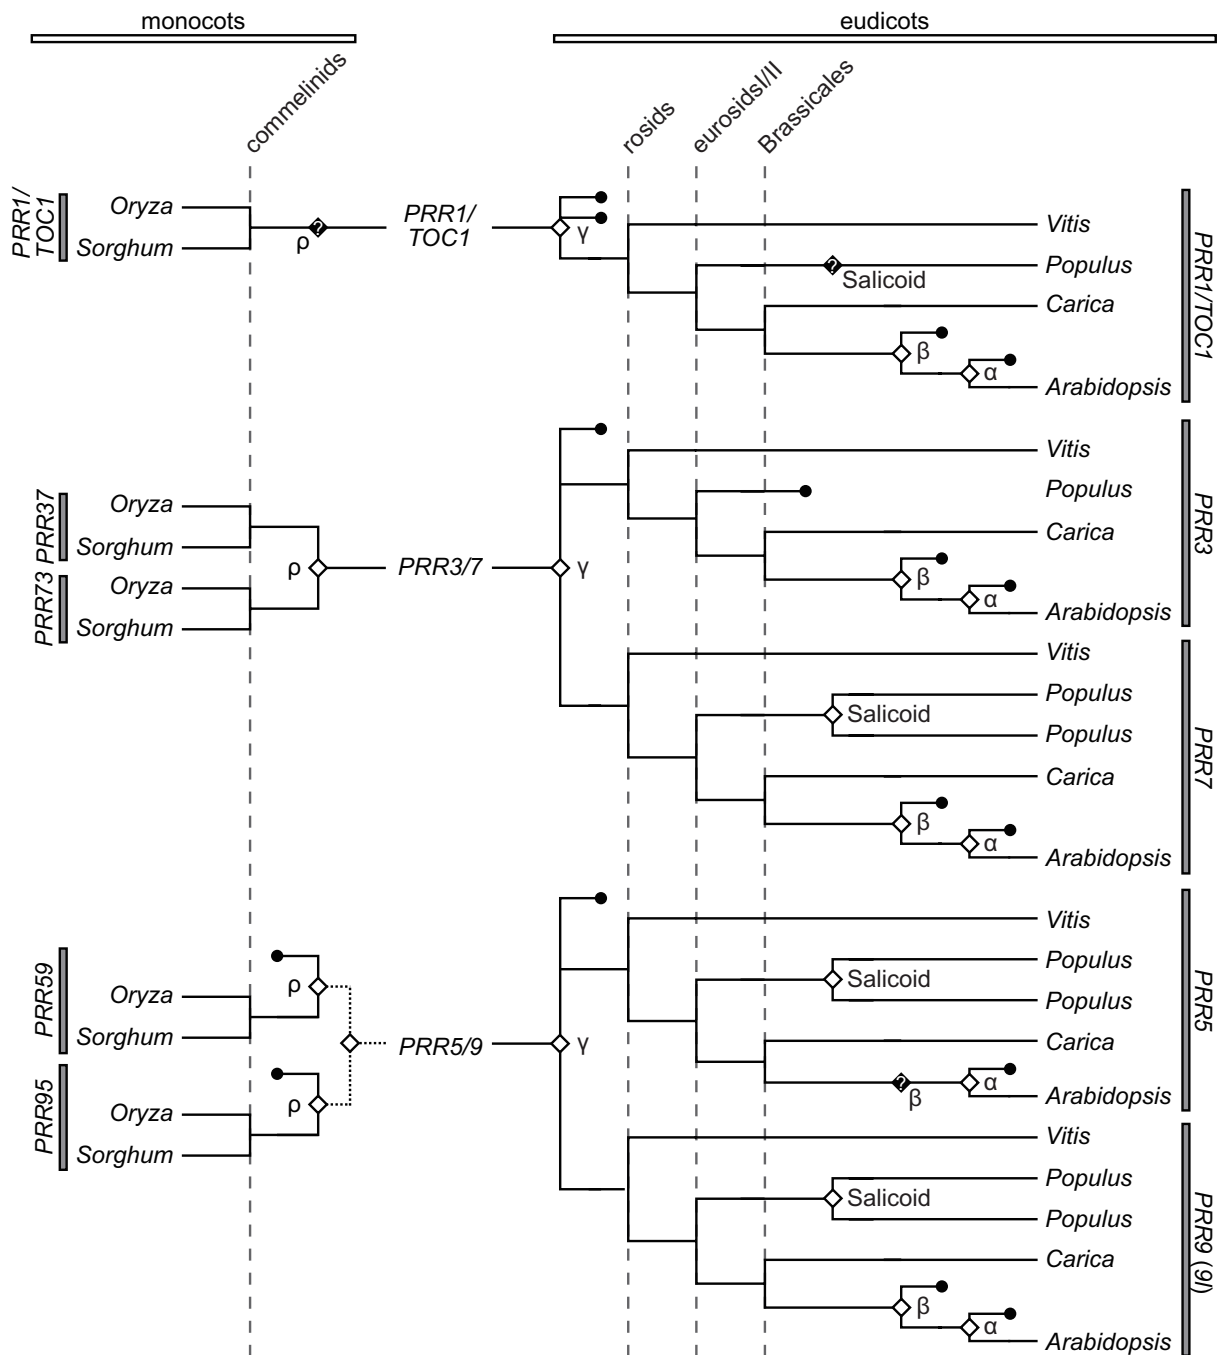 monocots
eudicots
commelinids
rosids
eurosidsI/II
Brassicales
PRR1/
TOC1
Oryza
Sorghum
ρ
?
PRR1/
TOC1
γ
Vitis
?
Salicoid
Populus
Carica
β
α
Arabidopsis
PRR1/TOC1
PRR37
Oryza
Sorghum
PRR73
Oryza
Sorghum
ρ
PRR3/7
γ
Vitis
Populus
Carica
β
α
Arabidopsis
PRR3
Vitis
Populus
Salicoid
Populus
Carica
β
α
Arabidopsis
PRR7
PRR59
Oryza
Sorghum
ρ
PRR95
Oryza
Sorghum
ρ
PRR5/9
γ
Vitis
Populus
Salicoid
Populus
Carica
?
β
α
Arabidopsis
PRR5
Vitis
Populus
Salicoid
Populus
Carica
β
α
Arabidopsis
PRR9 (9I)